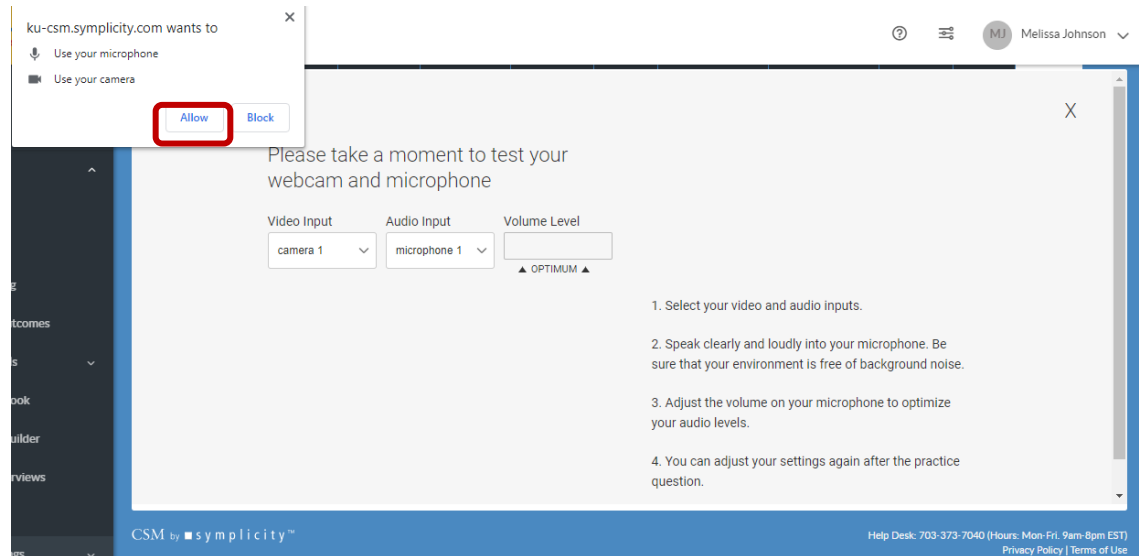 ku-csm.symplicity.com wants to
Use your microphone
Use your camera
Allow
Block
MJ
Melissa Johnson
X
Please take a moment to test your
webcam and microphone
Video Input
Audio Input
Volume Level
camera 1
microphone 1
▲ OPTIMUM ▲
1. Select your video and audio inputs.
2. Speak clearly and loudly into your microphone. Be
sure that your environment is free of background noise.
3. Adjust the volume on your microphone to optimize
your audio levels.
4. You can adjust your settings again after the practice
question.
g
tcomes
s
ook
uilder
rviews
ngs
CSM by symplicity™
Help Desk: 703-373-7040 (Hours: Mon-Fri. 9am-8pm EST)
Privacy Policy | Terms of Use